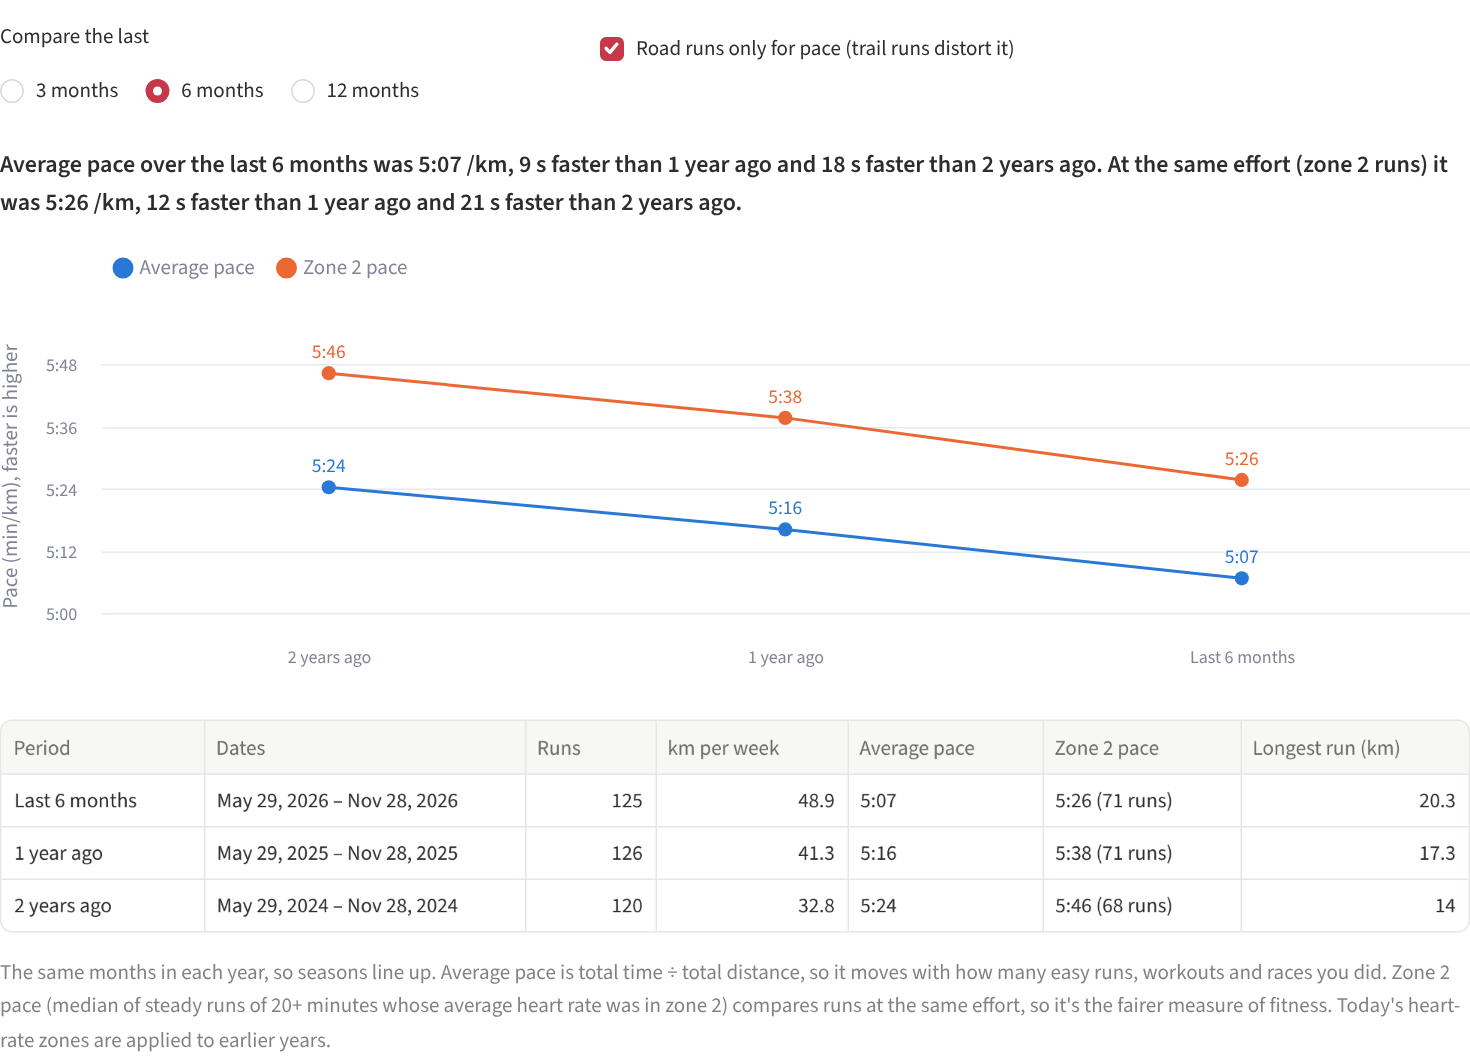 Compare the last
Road runs only for pace (trail runs distort it)
3 months
6 months
12 months
Average pace over the last 6 months was 5:07 /km, 9 s faster than 1 year ago and 18 s faster than 2 years ago. At the same effort (zone 2 runs) it
was 5:26 /km, 12 s faster than 1 year ago and 21 s faster than 2 years ago.
Average pace
Zone 2 pace
Pace (min/km), faster is higher
5:48
5:36
5:24
5:12
5:00
5:46
5:38
5:26
5:24
5:16
5:07
2 years ago
1 year ago
Last 6 months
Period Dates Runs km per week Average pace Zone 2 pace Longest run (km)
Last 6 months May 29, 2026 – Nov 28, 2026 125 48.9 5:07 5:26 (71 runs) 20.3
1 year ago May 29, 2025 – Nov 28, 2025 126 41.3 5:16 5:38 (71 runs) 17.3
2 years ago May 29, 2024 – Nov 28, 2024 120 32.8 5:24 5:46 (68 runs) 14
The same months in each year, so seasons line up. Average pace is total time ÷ total distance, so it moves with how many easy runs, workouts and races you did. Zone 2
pace (median of steady runs of 20+ minutes whose average heart rate was in zone 2) compares runs at the same effort, so it's the fairer measure of fitness. Today's heart-
rate zones are applied to earlier years.